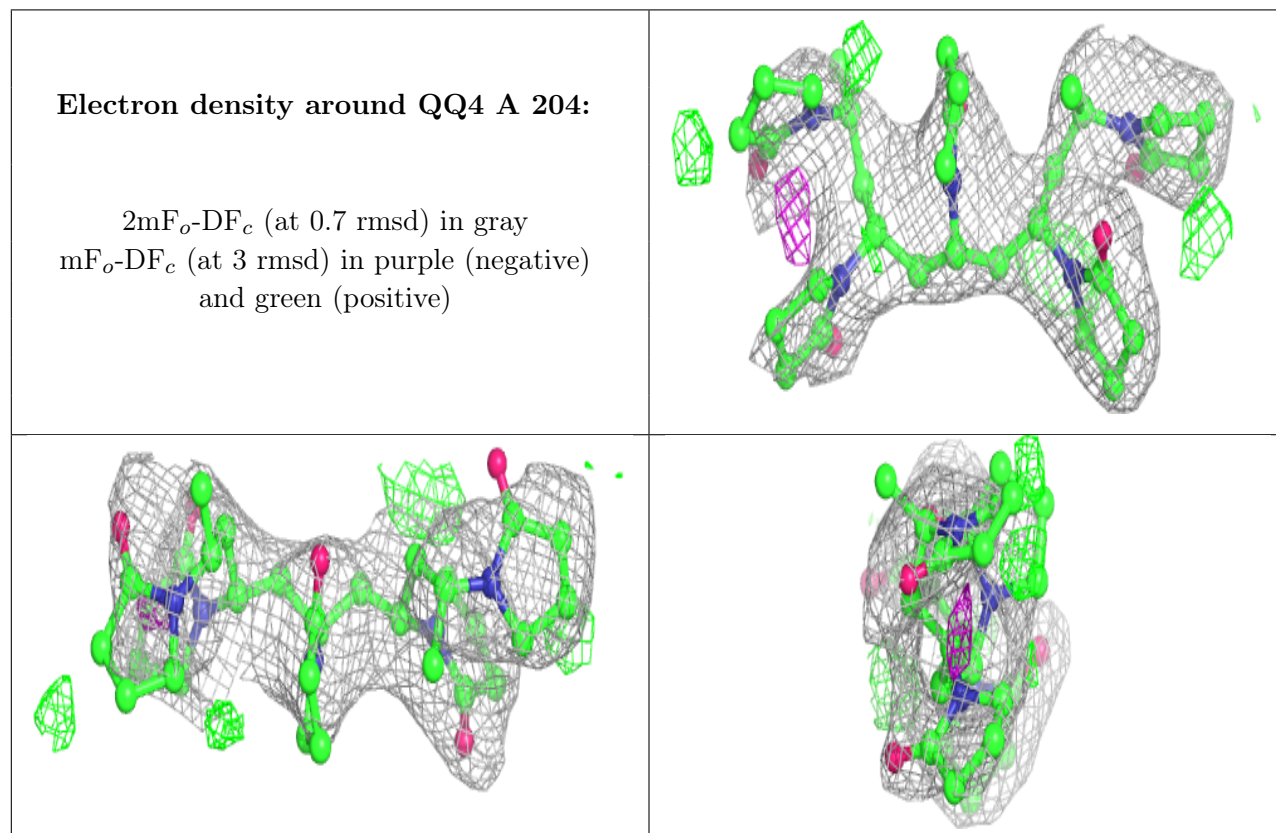 Electron density around QQ4 A 204:
2mFo-DFc (at 0.7 rmsd) in gray
mFo-DFc (at 3 rmsd) in purple (negative)
and green (positive)